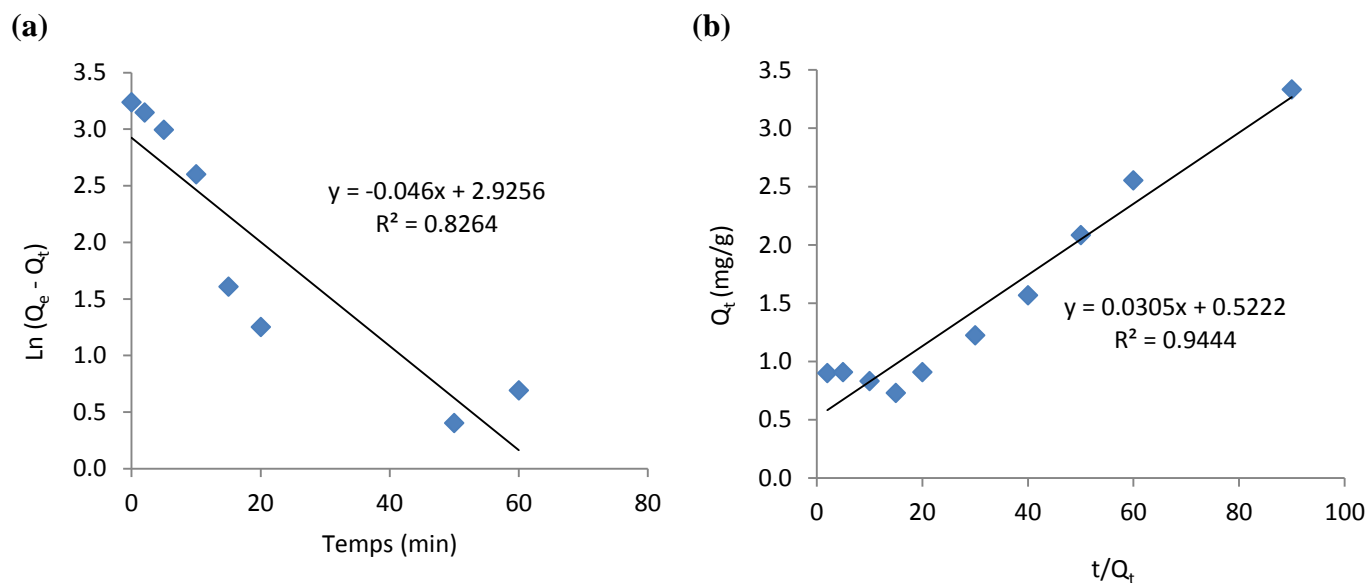 (a)
3.5
3.0
2.5
2.0
1.5
1.0
0.5
0.0
Ln (Qe - Qt)
y = -0.046x + 2.9256
R² = 0.8264
0 20 40 60 80
Temps (min)
(b)
3.5
3.0
2.5
2.0
1.5
1.0
0.5
0.0
Qt (mg/g)
y = 0.0305x + 0.5222
R² = 0.9444
0 20 40 60 80 100
t/Qt